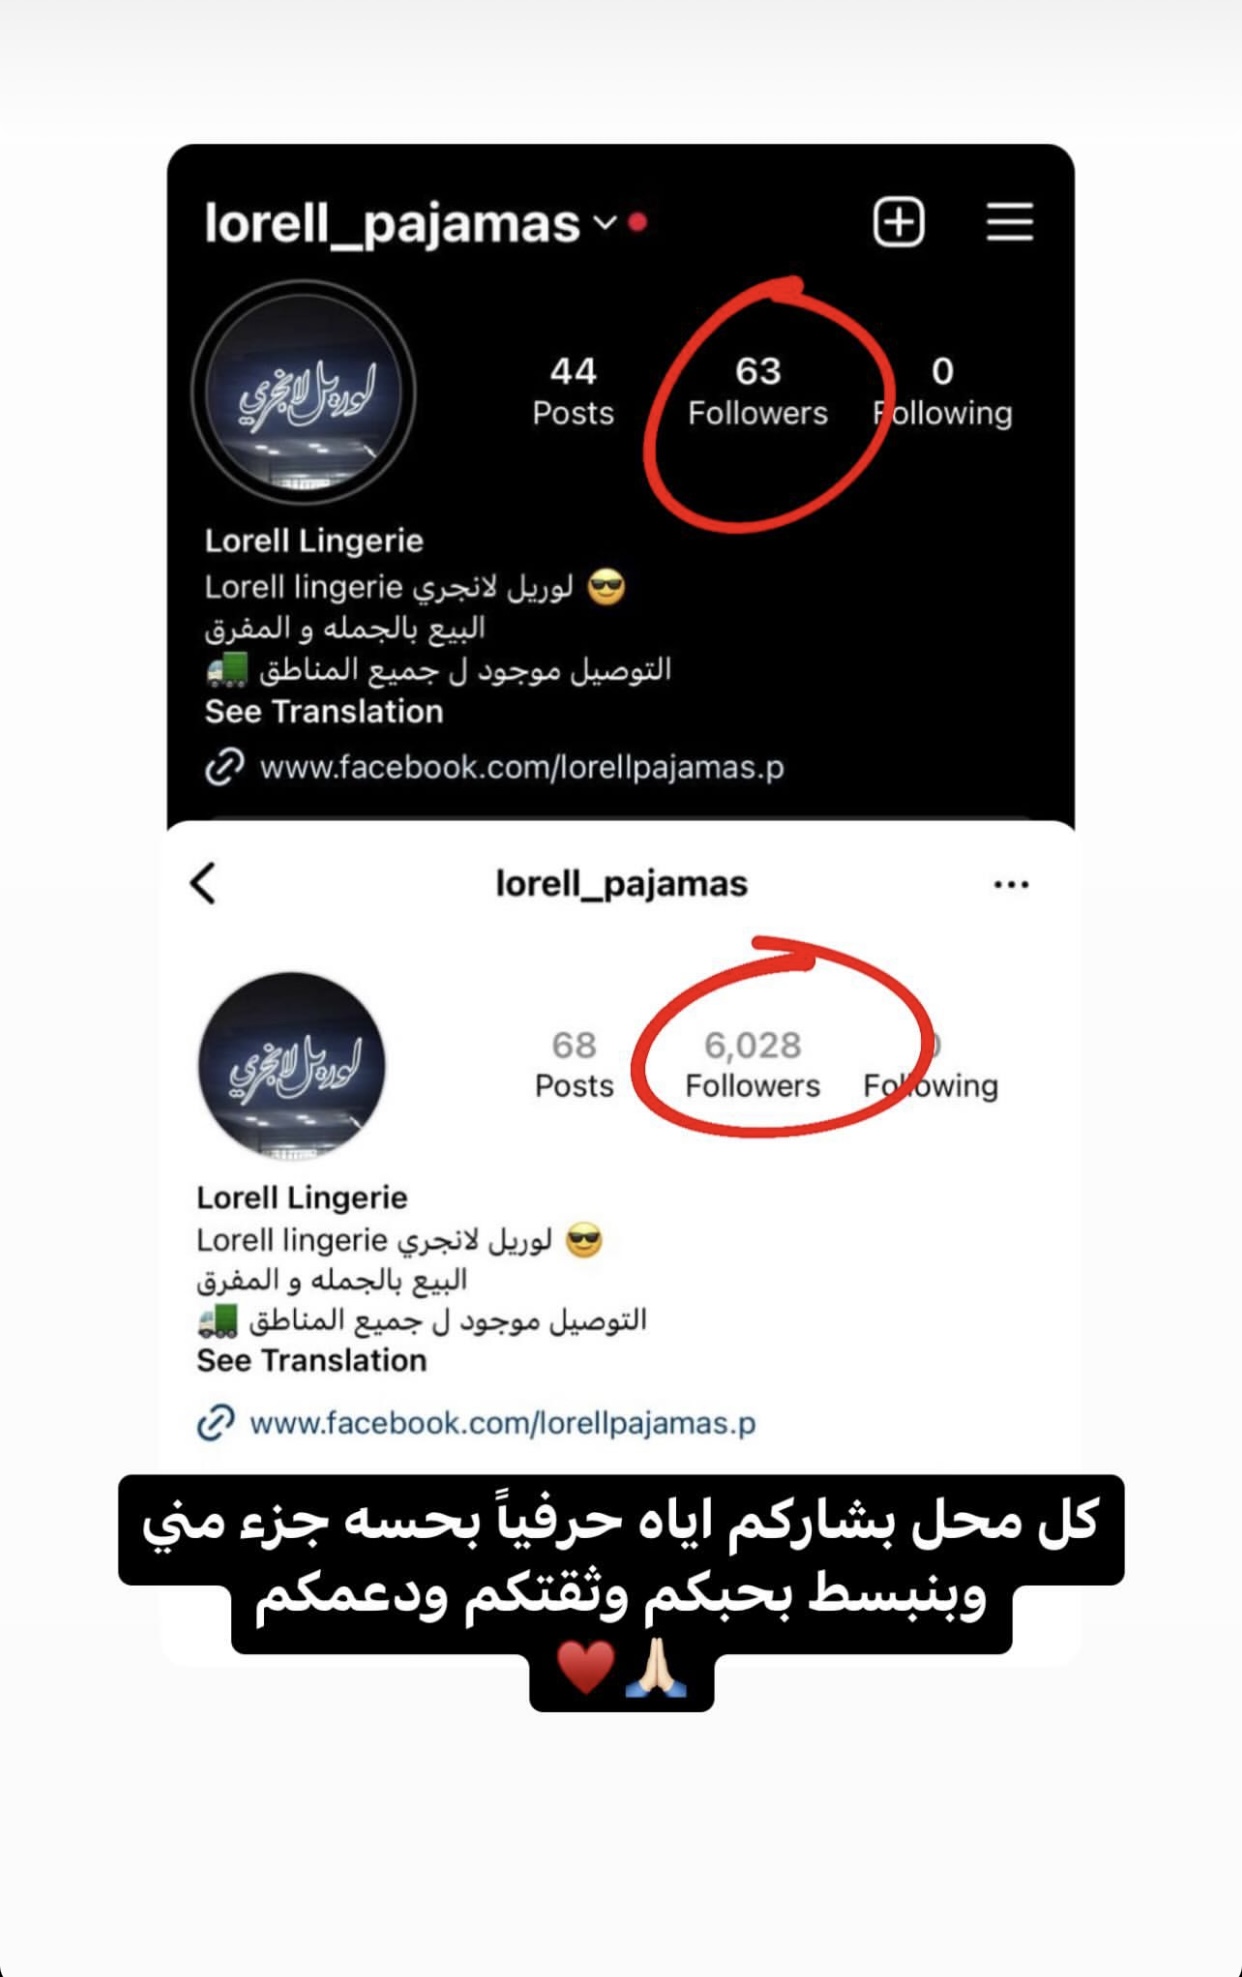 lorell_pajamas
44 63 0
Posts Followers Following
لوريل لانجري
Lorell Lingerie
Lorell lingerie لوريل لانجري 😎
البيع بالجمله و المفرق
التوصيل موجود ل جميع المناطق 🚛
See Translation
www.facebook.com/lorellpajamas.p
lorell_pajamas
68 6,028 0
Posts Followers Following
لوريل لانجري
Lorell Lingerie
Lorell lingerie لوريل لانجري 😎
البيع بالجمله و المفرق
التوصيل موجود ل جميع المناطق 🚛
See Translation
www.facebook.com/lorellpajamas.p
كل محل بشاركم اياه حرفياً بحسه جزء مني
وبنبسط بحبكم وثقتكم ودعمكم
🙏🏻♥️